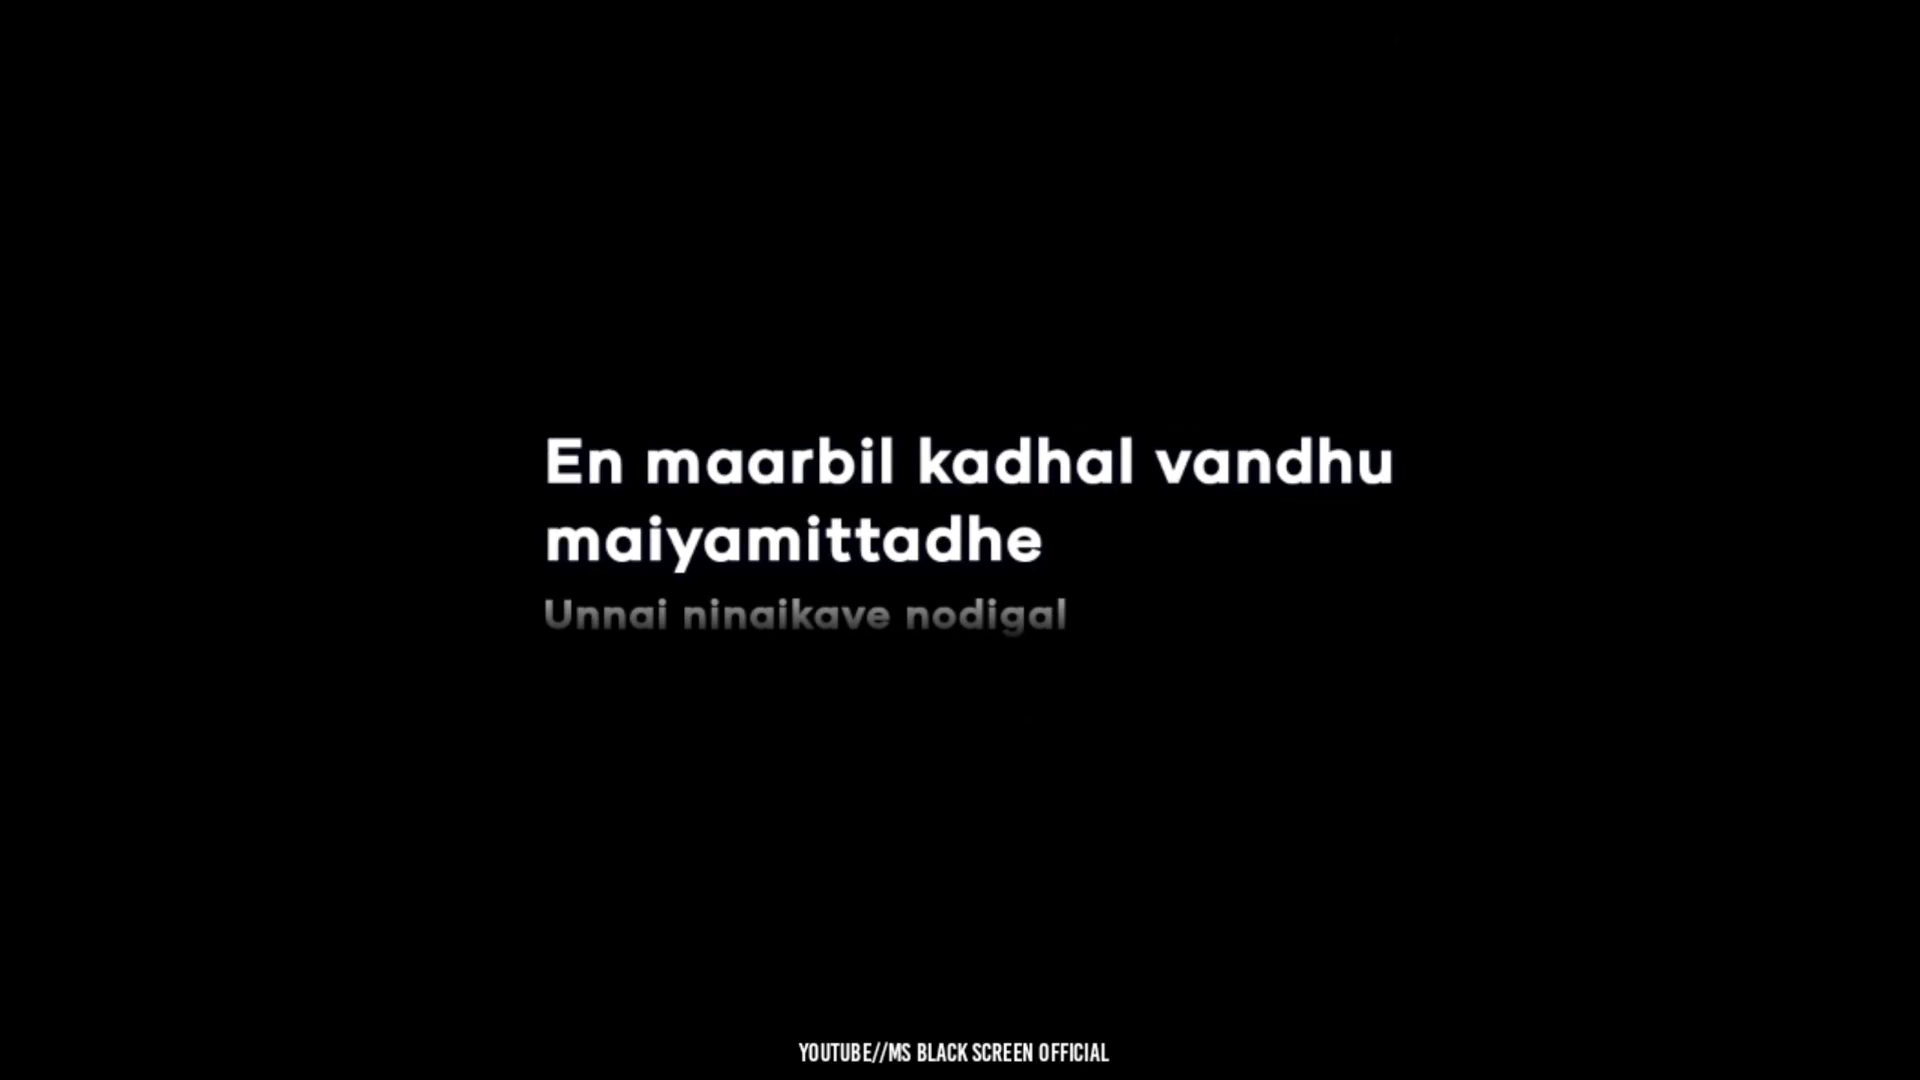 En maarbil kadhal vandhu
maiyamittadhe
Unnai ninaikave nodigal
YOUTUBE//MS BLACK SCREEN OFFICIAL